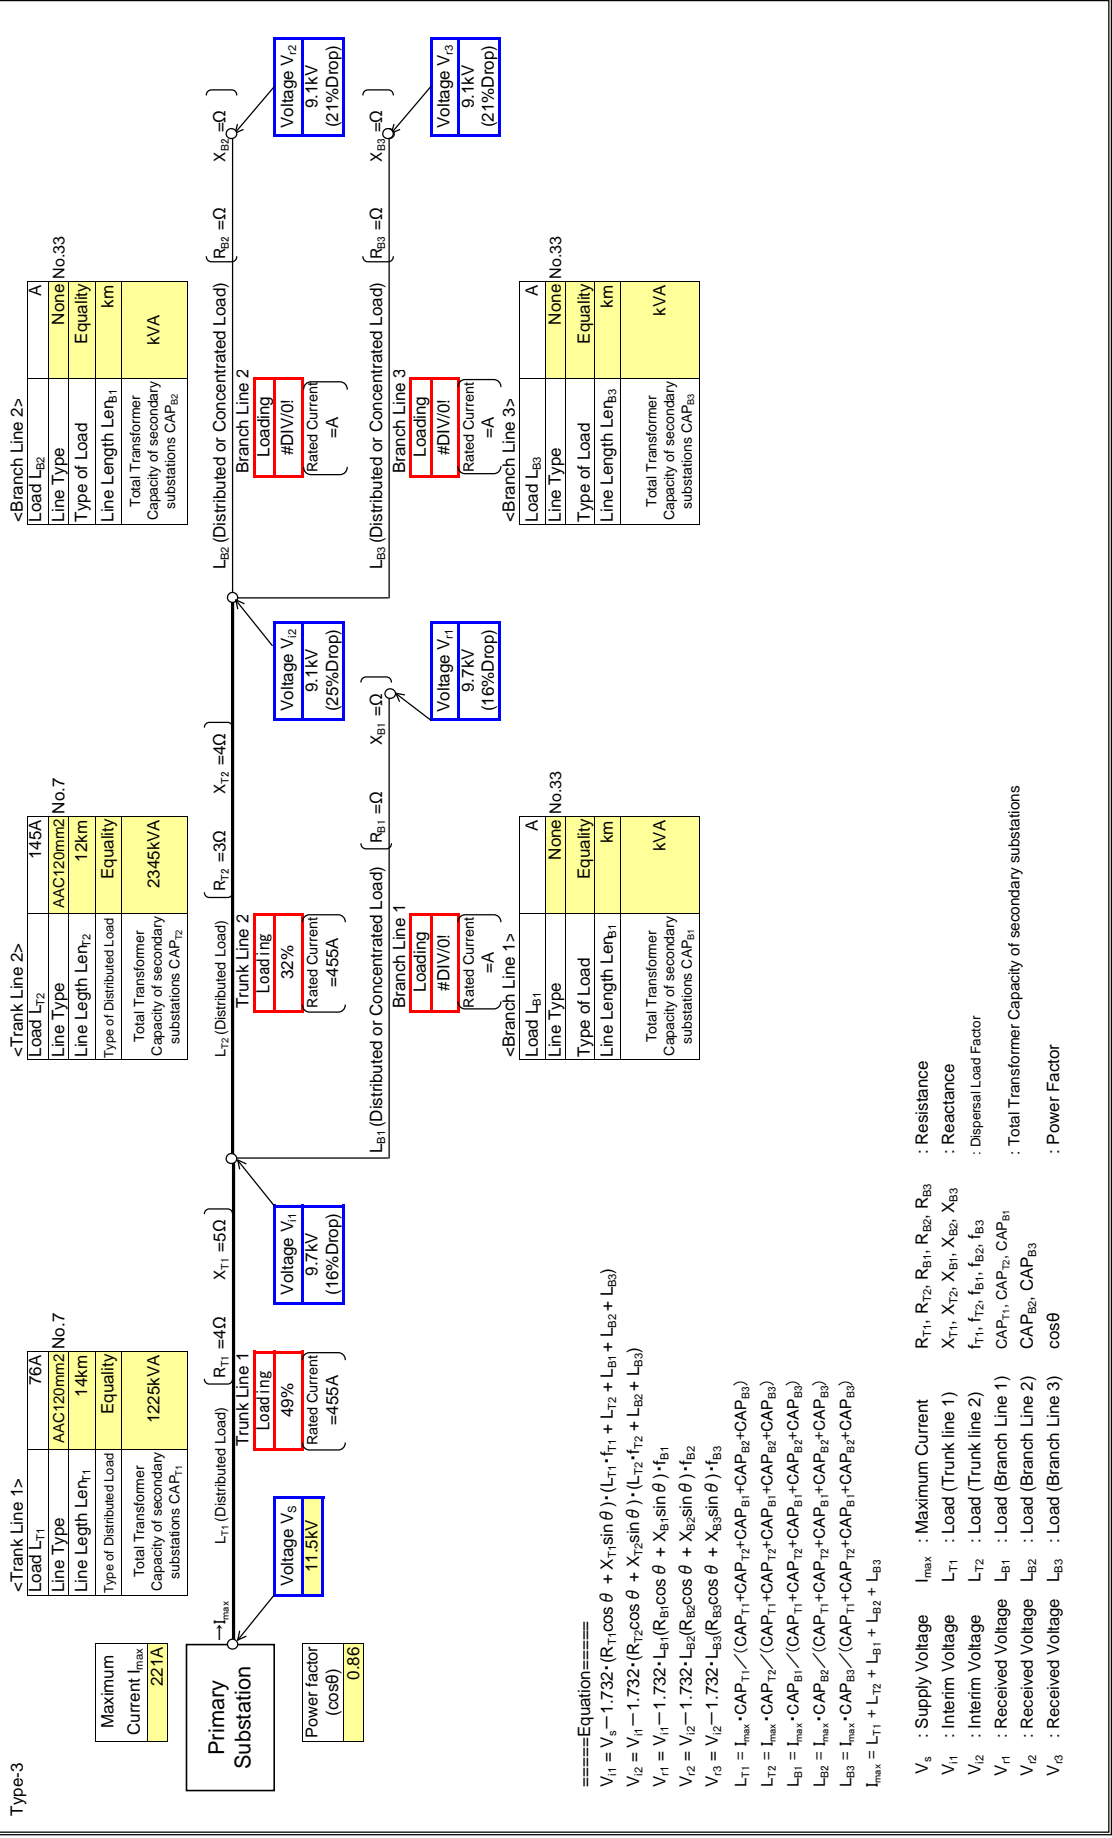 Type-3
Maximum
Current Imax
221A
Primary
Substation
Power factor
(cosθ)
0.86
→Imax
Voltage VS
11.5kV
<Trank Line 1>
Load LT1 76A
Line Type AAC120mm2 No.7
Line Length LenT1 14km
Type of Distributed Load Equality
Total Transformer
Capacity of secondary
substations CAPT1
1225kVA
LT1 (Distributed Load) RT1 =4Ω XT1 =5Ω
Trunk Line 1
Loading
49%
Rated Current
=455A
Voltage Vi1
9.7kV
(16%Drop)
<Trank Line 2>
Load LT2 145A
Line Type AAC120mm2 No.7
Line Legth LenT2 12km
Type of Distributed Load Equality
Total Transformer
Capacity of secondary
substations CAPT2
2345kVA
LT2 (Distributed Load) RT2 =3Ω XT2 =4Ω
Trunk Line 2
Loading
32%
Rated Current
=455A
Voltage Vi2
9.1kV
(25%Drop)
LB1 (Distributed or Concentrated Load) RB1 =Ω XB1 =Ω
Branch Line 1
Loading
#DIV/0!
Rated Current
=A
Voltage Vr1
9.7kV
(16%Drop)
<Branch Line 1>
Load LB1 A
Line Type None No.33
Type of Load Equality
Line Length LenB1 km
Total Transformer
Capacity of secondary
substations CAPB1
kVA
<Branch Line 2>
Load LB2 A
Line Type None No.33
Type of Load Equality
Line Length LenB1 km
Total Transformer
Capacity of secondary
substations CAPB2
kVA
LB2 (Distributed or Concentrated Load) RB2 =Ω XB2 =Ω
Branch Line 2
Loading
#DIV/0!
Rated Current
=A
Voltage Vr2
9.1kV
(21%Drop)
LB3 (Distributed or Concentrated Load) RB3 =Ω XB3 =Ω
Branch Line 3
Loading
#DIV/0!
Rated Current
=A
Voltage Vr3
9.1kV
(21%Drop)
<Branch Line 3>
Load LB3 A
Line Type None No.33
Type of Load Equality
Line Length LenB3 km
Total Transformer
Capacity of secondary
substations CAPB3
kVA
=====Equation=====
Vi1 = Vs－1.732・(RT1cos θ + XT1sin θ)・(LT1・fT1 + LT2 + LB1 + LB2 + LB3)
Vi2 = Vi1－1.732・(RT2cos θ + XT2sin θ)・(LT2・fT2 + LB2 + LB3)
Vr1 = Vi1－1.732・LB1(RB1cos θ + XB1sin θ)・fB1
Vr2 = Vi2－1.732・LB2(RB2cos θ + XB2sin θ)・fB2
Vr3 = Vi2－1.732・LB3(RB3cos θ + XB3sin θ)・fB3
LT1 = Imax・CAPT1／(CAPT1+CAPT2+CAPB1+CAPB2+CAPB3)
LT2 = Imax・CAPT2／(CAPT1+CAPT2+CAPB1+CAPB2+CAPB3)
LB1 = Imax・CAPB1／(CAPT1+CAPT2+CAPB1+CAPB2+CAPB3)
LB2 = Imax・CAPB2／(CAPT1+CAPT2+CAPB1+CAPB2+CAPB3)
LB3 = Imax・CAPB3／(CAPT1+CAPT2+CAPB1+CAPB2+CAPB3)
Imax = LT1 + LT2 + LB1 + LB2 + LB3
Vs : Supply Voltage Imax : Maximum Current RT1, RT2, RB1, RB2, RB3 : Resistance
Vi1 : Interim Voltage LT1 : Load (Trunk line 1) XT1, XT2, XB1, XB2, XB3 : Reactance
Vi2 : Interim Voltage LT2 : Load (Trunk line 2) fT1, fT2, fB1, fB2, fB3 : Dispersal Load Factor
Vr1 : Received Voltage LB1 : Load (Branch Line 1) CAPT1, CAPT2, CAPB1
Vr2 : Received Voltage LB2 : Load (Branch Line 2) CAPB2, CAPB3 : Total Transformer Capacity of secondary substations
Vr3 : Received Voltage LB3 : Load (Branch Line 3) cosθ : Power Factor